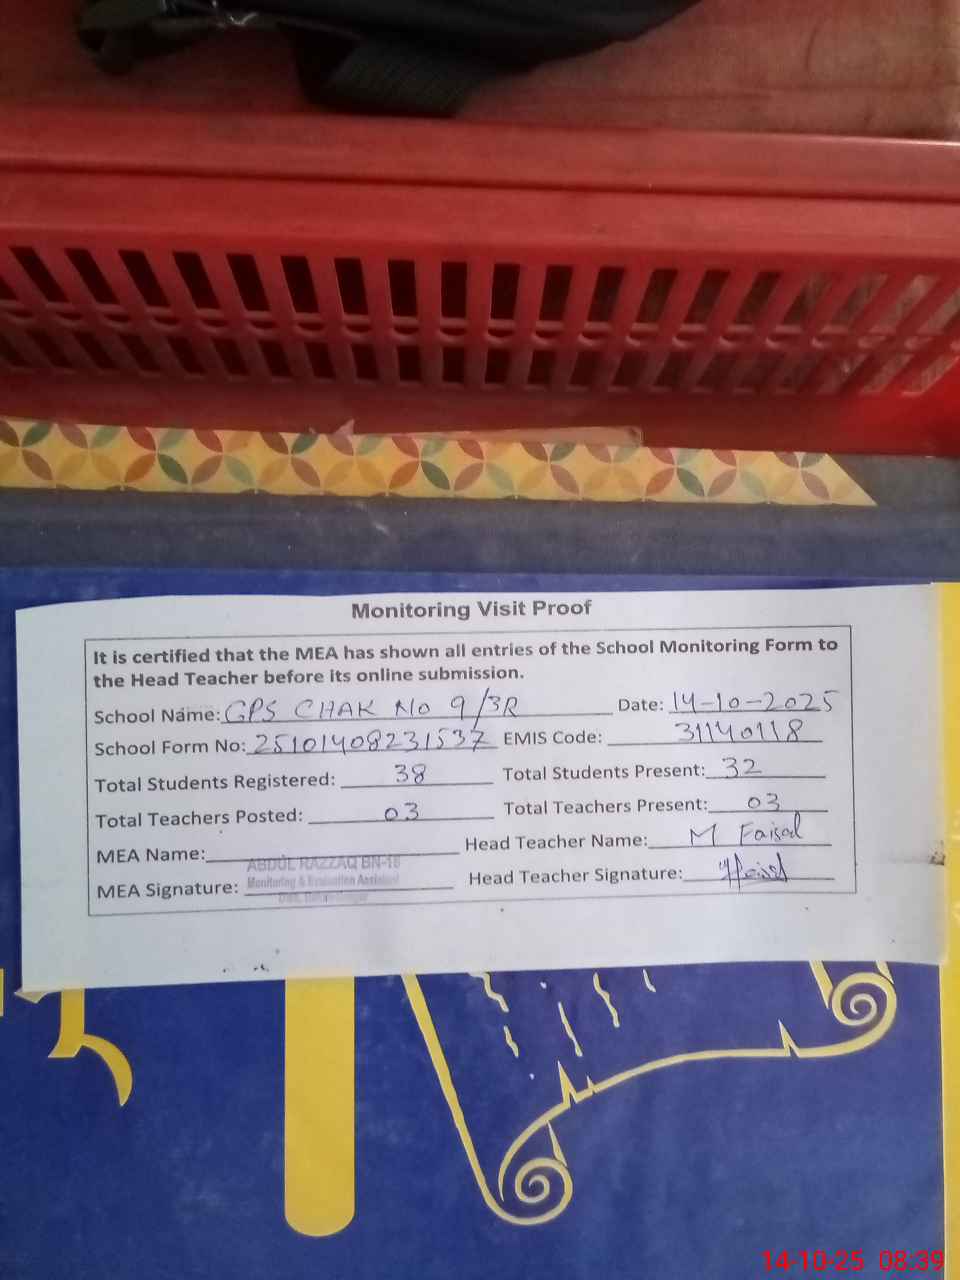 Monitoring Visit Proof
It is certified that the MEA has shown all entries of the School Monitoring Form to
the Head Teacher before its online submission.
School Name: GPS CHAK No 9/3R Date: 14-10-2025
School Form No: 25101408231537 EMIS Code: 31140118
Total Students Registered: 38 Total Students Present: 32
Total Teachers Posted: 03 Total Teachers Present: 03
MEA Name: Head Teacher Name: M Faisal
ABDUL RAZZAQ BN-18
MEA Signature: Monitoring & Evaluation Assistant Head Teacher Signature: Faisal
14-10-25 08:39